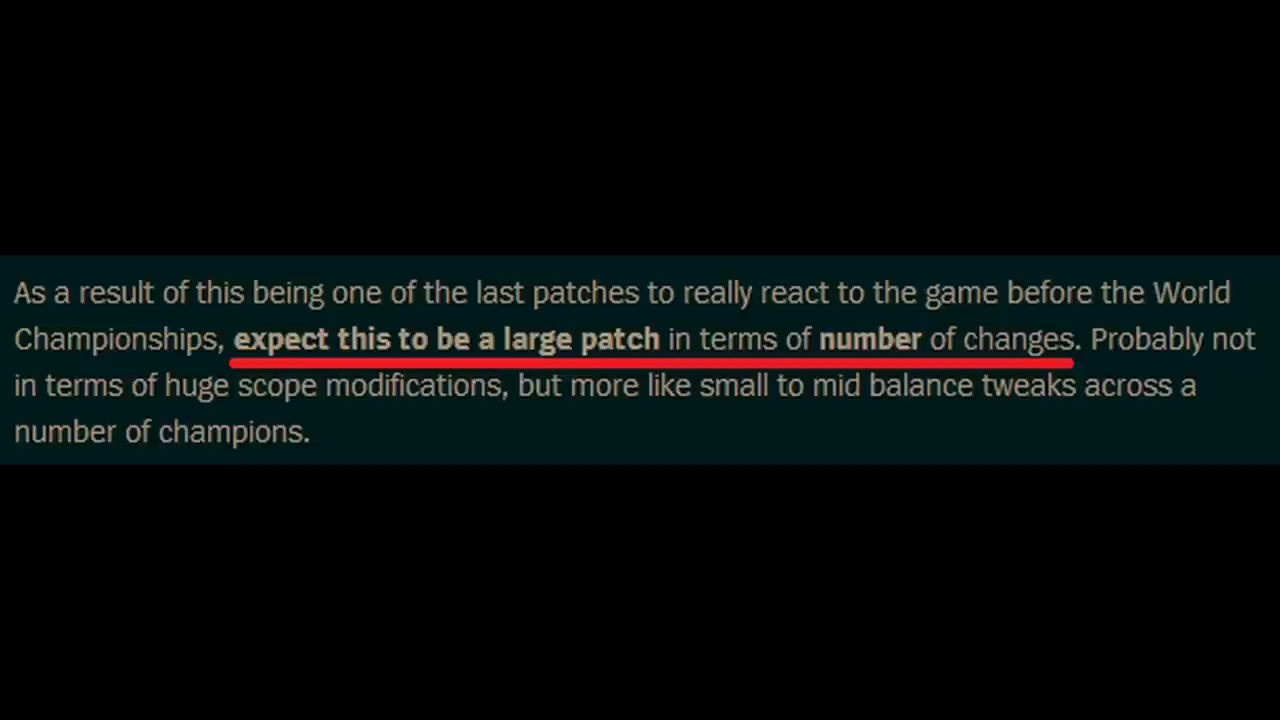 As a result of this being one of the last patches to really react to the game before the World
Championships, expect this to be a large patch in terms of number of changes. Probably not
in terms of huge scope modifications, but more like small to mid balance tweaks across a
number of champions.